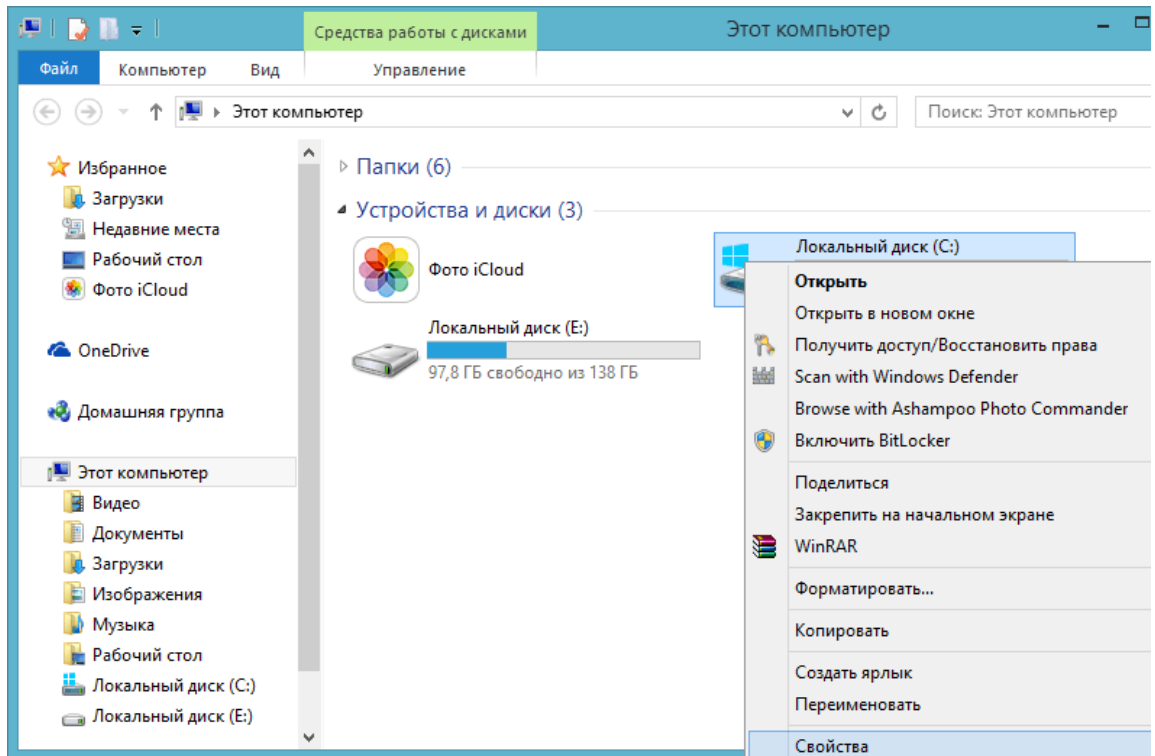 Средства работы с дисками
Этот компьютер
Файл
Компьютер
Вид
Управление
Этот компьютер
Поиск: Этот компьютер
Избранное
Загрузки
Недавние места
Рабочий стол
Фото iCloud
OneDrive
Домашняя группа
Этот компьютер
Видео
Документы
Загрузки
Изображения
Музыка
Рабочий стол
Локальный диск (C:)
Локальный диск (E:)
Папки (6)
Устройства и диски (3)
Фото iCloud
Локальный диск (C:)
Локальный диск (E:)
97,8 ГБ свободно из 138 ГБ
Открыть
Открыть в новом окне
Получить доступ/Восстановить права
Scan with Windows Defender
Browse with Ashampoo Photo Commander
Включить BitLocker
Поделиться
Закрепить на начальном экране
WinRAR
Форматировать...
Копировать
Создать ярлык
Переименовать
Свойства